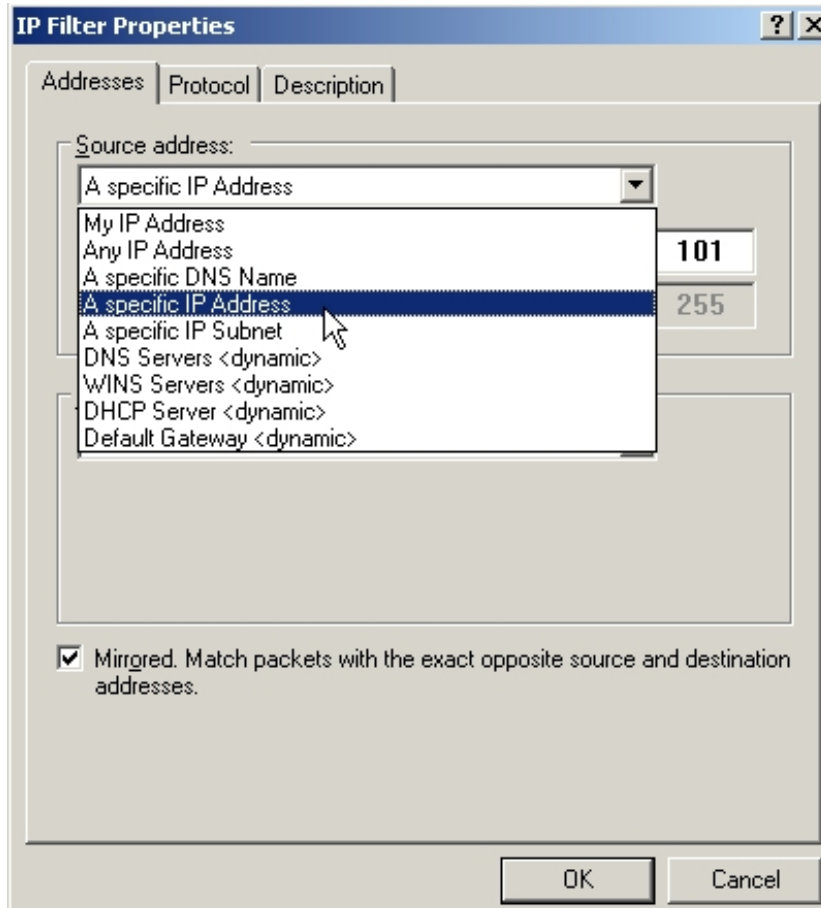 IP Filter Properties
Addresses
Protocol
Description
Source address:
A specific IP Address
My IP Address
Any IP Address
A specific DNS Name
A specific IP Address
A specific IP Subnet
DNS Servers <dynamic>
WINS Servers <dynamic>
DHCP Server <dynamic>
Default Gateway <dynamic>
101
255
Mirrored. Match packets with the exact opposite source and destination
addresses.
OK
Cancel